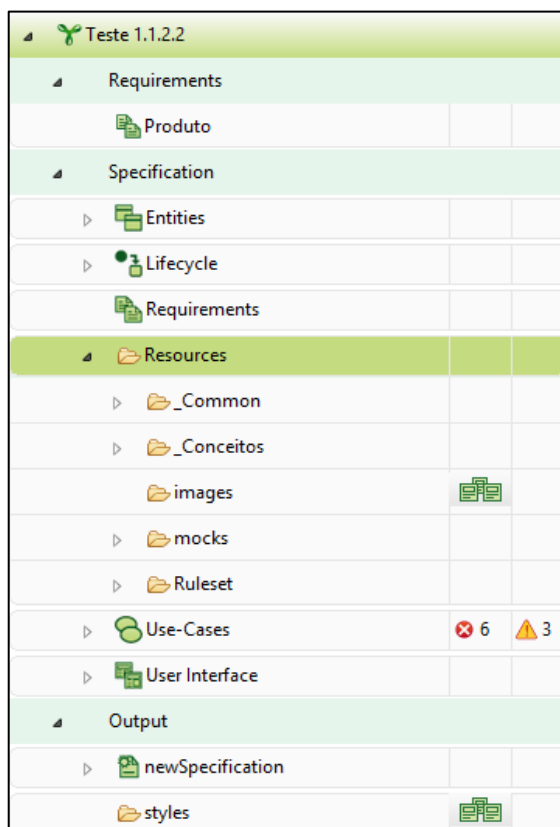 Teste 1.1.2.2
Requirements
Produto
Specification
Entities
Lifecycle
Requirements
Resources
_Common
_Conceitos
images
mocks
Ruleset
Use-Cases 6 3
User Interface
Output
newSpecification
styles